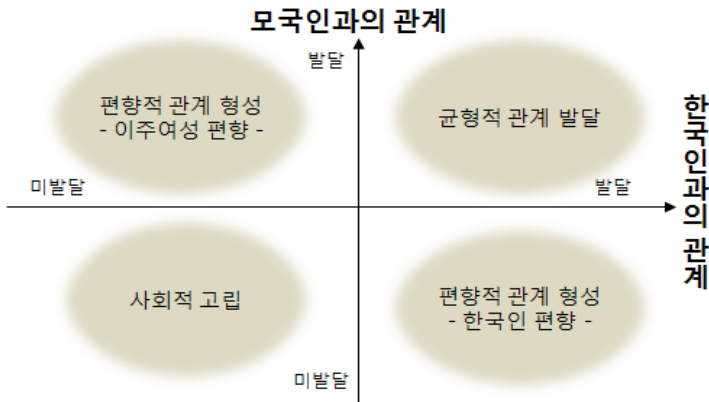 모국인과의 관계
발달
편향적 관계 형성
- 이주여성 편향 -
균형적 관계 발달
한국인과의 관계
미발달
발달
사회적 고립
편향적 관계 형성
- 한국인 편향 -
미발달